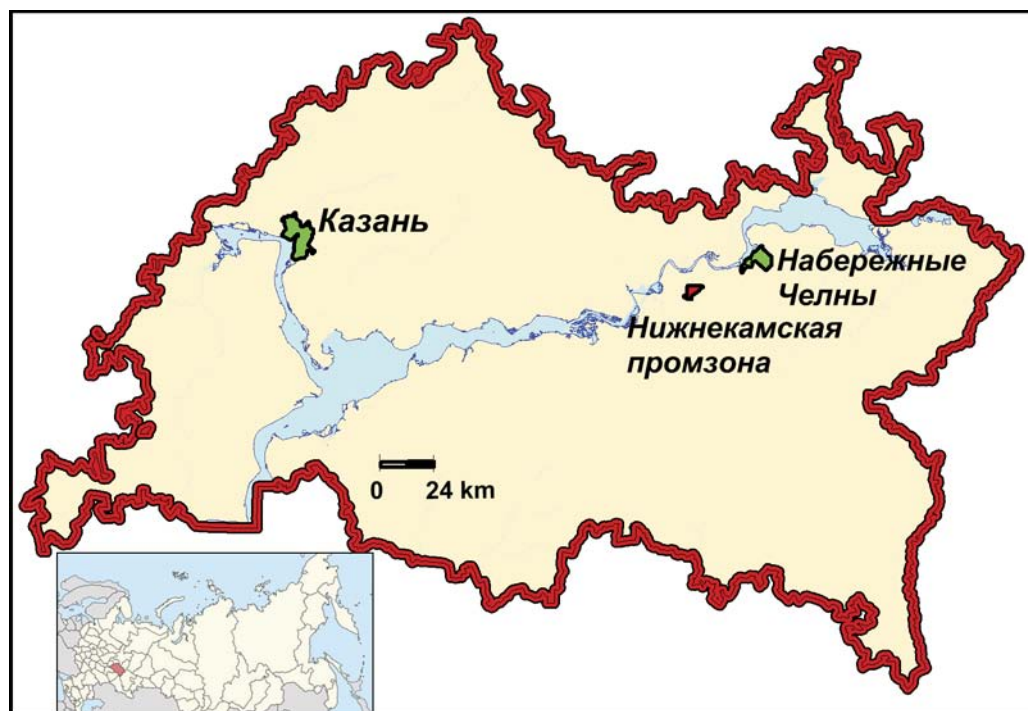 Казань
Набережные
Челны
Нижнекамская
промзона
0 24 km